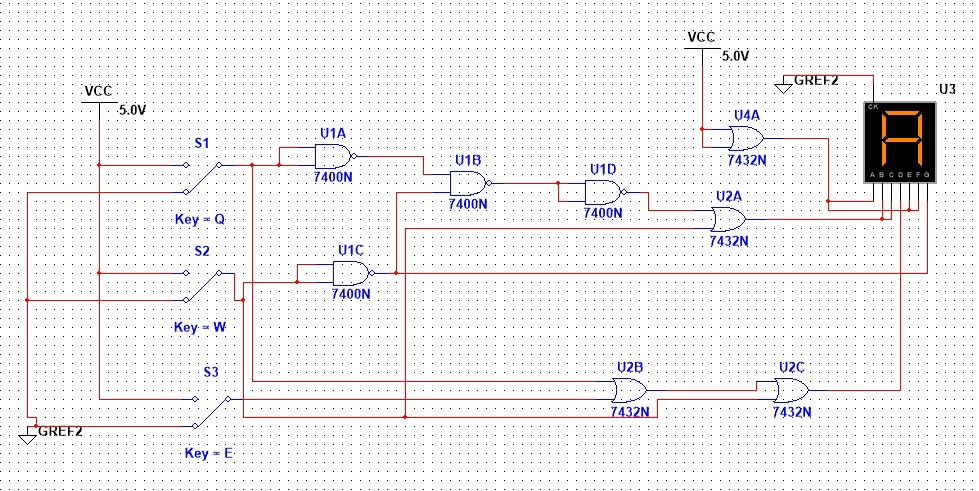 VCC
5.0V
GREF2
U3
VCC
5.0V
CK
U4A
7432N
S1
U1A
7400N
U1B
7400N
U1D
7400N
A B C D E F G
Key = Q
U2A
7432N
S2
U1C
7400N
Key = W
S3
U2B
7432N
U2C
7432N
GREF2
Key = E